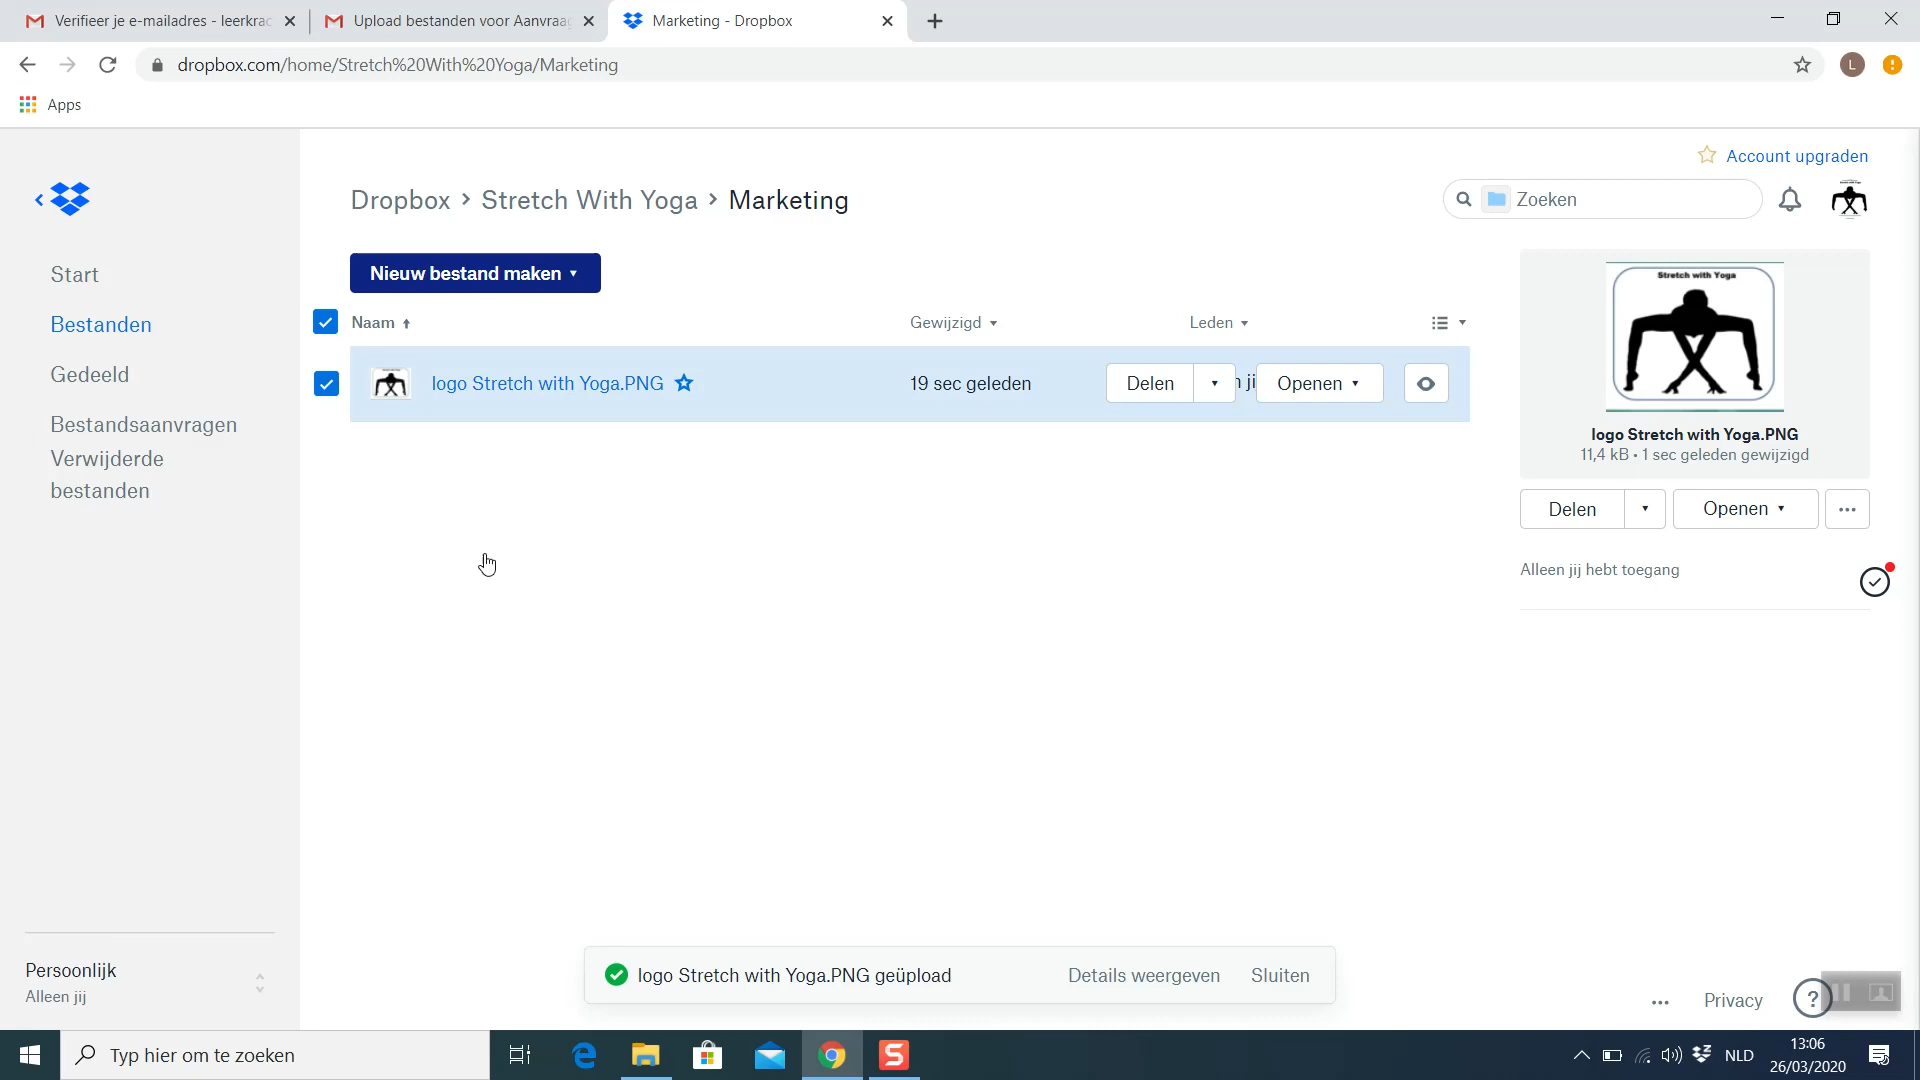 Verifieer je e-mailadres - leerkrac
Upload bestanden voor Aanvraag
Marketing - Dropbox
dropbox.com/home/Stretch%20With%20Yoga/Marketing
L
Apps
Account upgraden
Dropbox > Stretch With Yoga > Marketing
Zoeken
Start
Bestanden
Gedeeld
Bestandsaanvragen
Verwijderde
bestanden
Nieuw bestand maken
Naam
Gewijzigd
Leden
logo Stretch with Yoga.PNG
19 sec geleden
Delen
n ji
Openen
Stretch with Yoga
logo Stretch with Yoga.PNG
11,4 kB • 1 sec geleden gewijzigd
Delen
Openen
Alleen jij hebt toegang
Persoonlijk
Alleen jij
logo Stretch with Yoga.PNG geüpload
Details weergeven
Sluiten
Privacy
?
Typ hier om te zoeken
NLD
13:06
26/03/2020